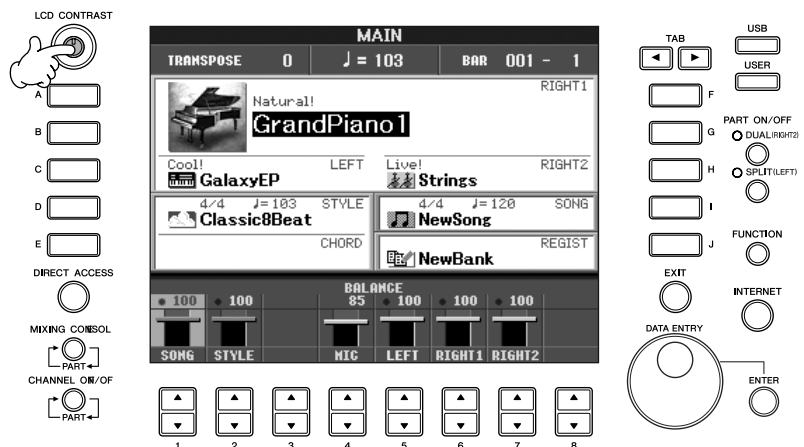 LCD CONTRAST
A
B
C
D
E
DIRECT ACCESS
MIXING CONSOL
PART
CHANNEL ON/OF
PART
MAIN
TRANSPOSE 0 ♩= 103 BAR 001 - 1
RIGHT1
Natural!
GrandPiano1
Cool! LEFT
GalaxyEP
Live! RIGHT2
Strings
4/4 ♩=103 STYLE
Classic8Beat
4/4 ♩=120 SONG
NewSong
CHORD
REGIST
NewBank
BALANCE
100 100 85 100 100 100
SONG STYLE MIC LEFT RIGHT1 RIGHT2
1 2 3 4 5 6 7 8
TAB
F
G
H
I
J
EXIT
DATA ENTRY
USB
USER
PART ON/OFF
DUAL(RIGHT2)
SPLIT(LEFT)
FUNCTION
INTERNET
ENTER